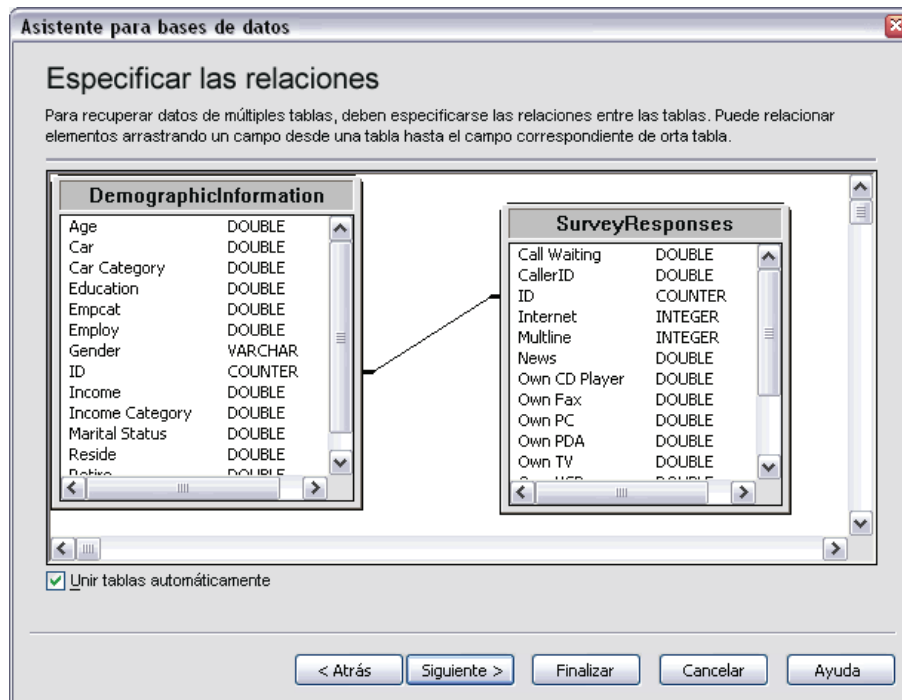 Asistente para bases de datos
Especificar las relaciones
Para recuperar datos de múltiples tablas, deben especificarse las relaciones entre las tablas. Puede relacionar
elementos arrastrando un campo desde una tabla hasta el campo correspondiente de orta tabla.
DemographicInformation
Age DOUBLE
Car DOUBLE
Car Category DOUBLE
Education DOUBLE
Empcat DOUBLE
Employ DOUBLE
Gender VARCHAR
ID COUNTER
Income DOUBLE
Income Category DOUBLE
Marital Status DOUBLE
Reside DOUBLE
Retire DOUBLE
SurveyResponses
Call Waiting DOUBLE
CallerID DOUBLE
ID COUNTER
Internet INTEGER
Multline INTEGER
News DOUBLE
Own CD Player DOUBLE
Own Fax DOUBLE
Own PC DOUBLE
Own PDA DOUBLE
Own TV DOUBLE
Unir tablas automáticamente
< Atrás Siguiente > Finalizar Cancelar Ayuda